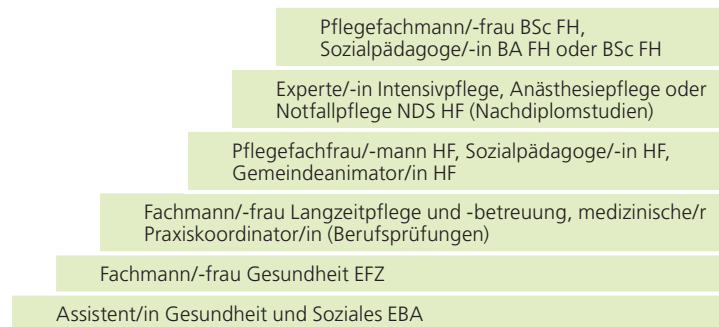 Pflegefachmann/-frau BSc FH,
Sozialpädagoge/-in BA FH oder BSc FH
Experte/-in Intensivpflege, Anästhesiepflege oder
Notfallpflege NDS HF (Nachdiplomstudien)
Pflegefachfrau/-mann HF, Sozialpädagoge/-in HF,
Gemeindeanimator/in HF
Fachmann/-frau Langzeitpflege und -betreuung, medizinische/r
Praxiskoordinator/in (Berufsprüfungen)
Fachmann/-frau Gesundheit EFZ
Assistent/in Gesundheit und Soziales EBA